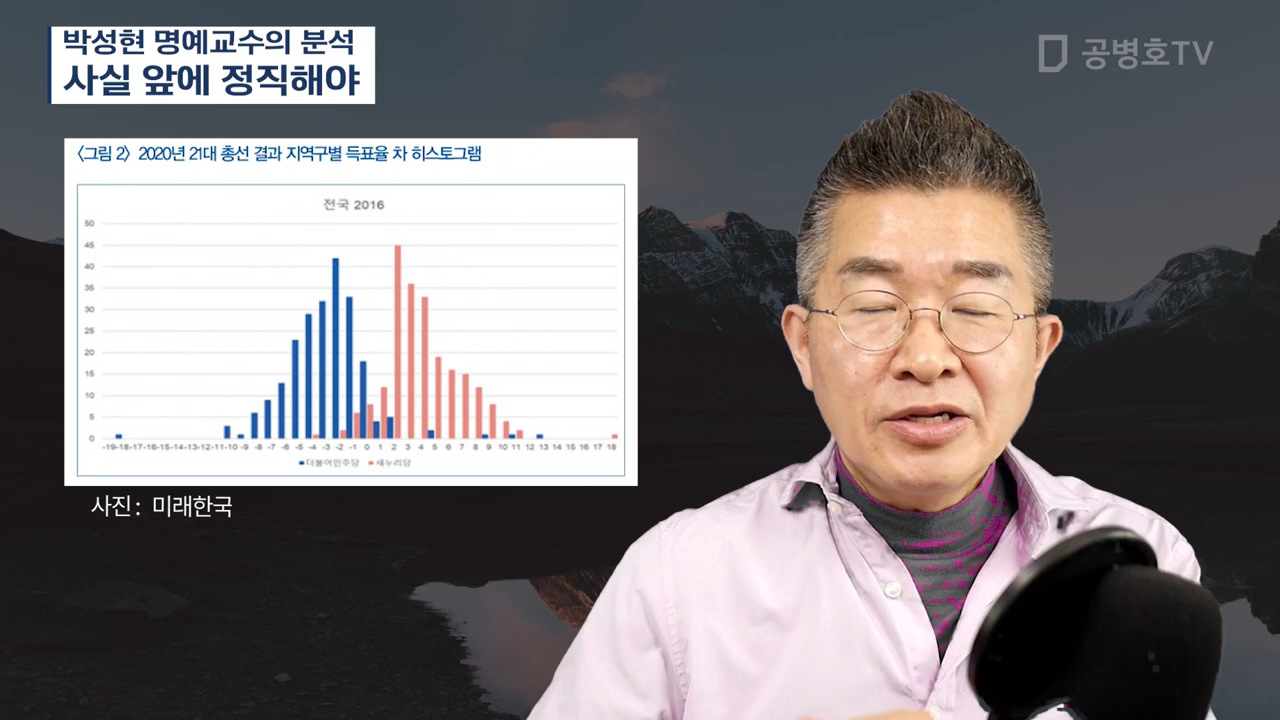 박성현 명예교수의 분석
사실 앞에 정직해야
공병호TV
<그림 2> 2020년 21대 총선 결과 지역구별 득표율 차 히스토그램
전국 2016
50
45
40
35
30
25
20
15
10
5
0
-19-18-17-16-15-14-13-12-11-10 -9 -8 -7 -6 -5 -4 -3 -2 -1 0 1 2 3 4 5 6 7 8 9 10 11 12 13 14 15 16 17 18
더불어민주당 새누리당
사진 : 미래한국